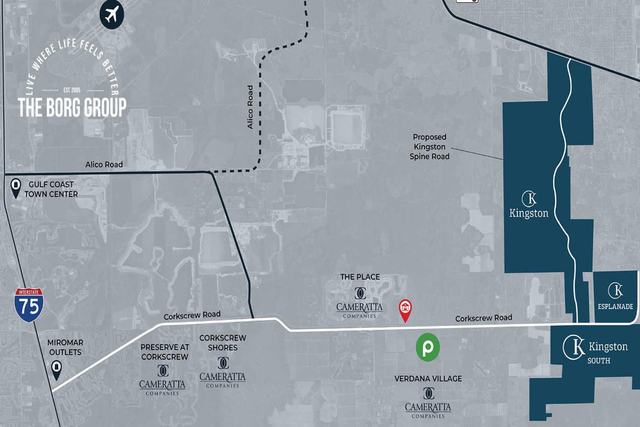 LIVE WHERE LIFE FEELS BETTER
EST. 2005
THE BORG GROUP
Alico Road
Alico Road
GULF COAST
TOWN CENTER
Proposed
Kingston
Spine Road
K
Kingston
INTERSTATE
75
THE PLACE
CAMERATTA
COMPANIES
K
ESPLANADE
Corkscrew Road
Corkscrew Road
MIROMAR
OUTLETS
PRESERVE AT
CORKSCREW
CAMERATTA
COMPANIES
CORKSCREW
SHORES
CAMERATTA
COMPANIES
p
VERDANA VILLAGE
CAMERATTA
COMPANIES
K Kingston
SOUTH